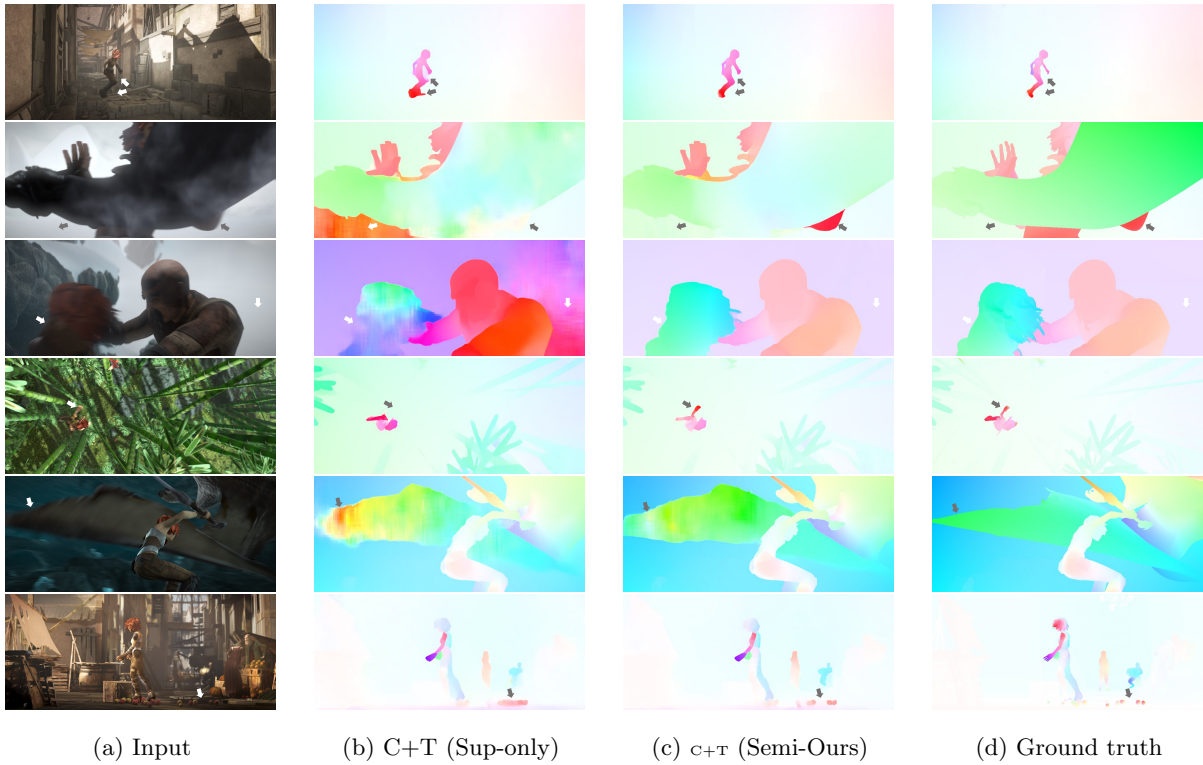 (a) Input
(b) C+T (Sup-only)
(c) C+T (Semi-Ours)
(d) Ground truth